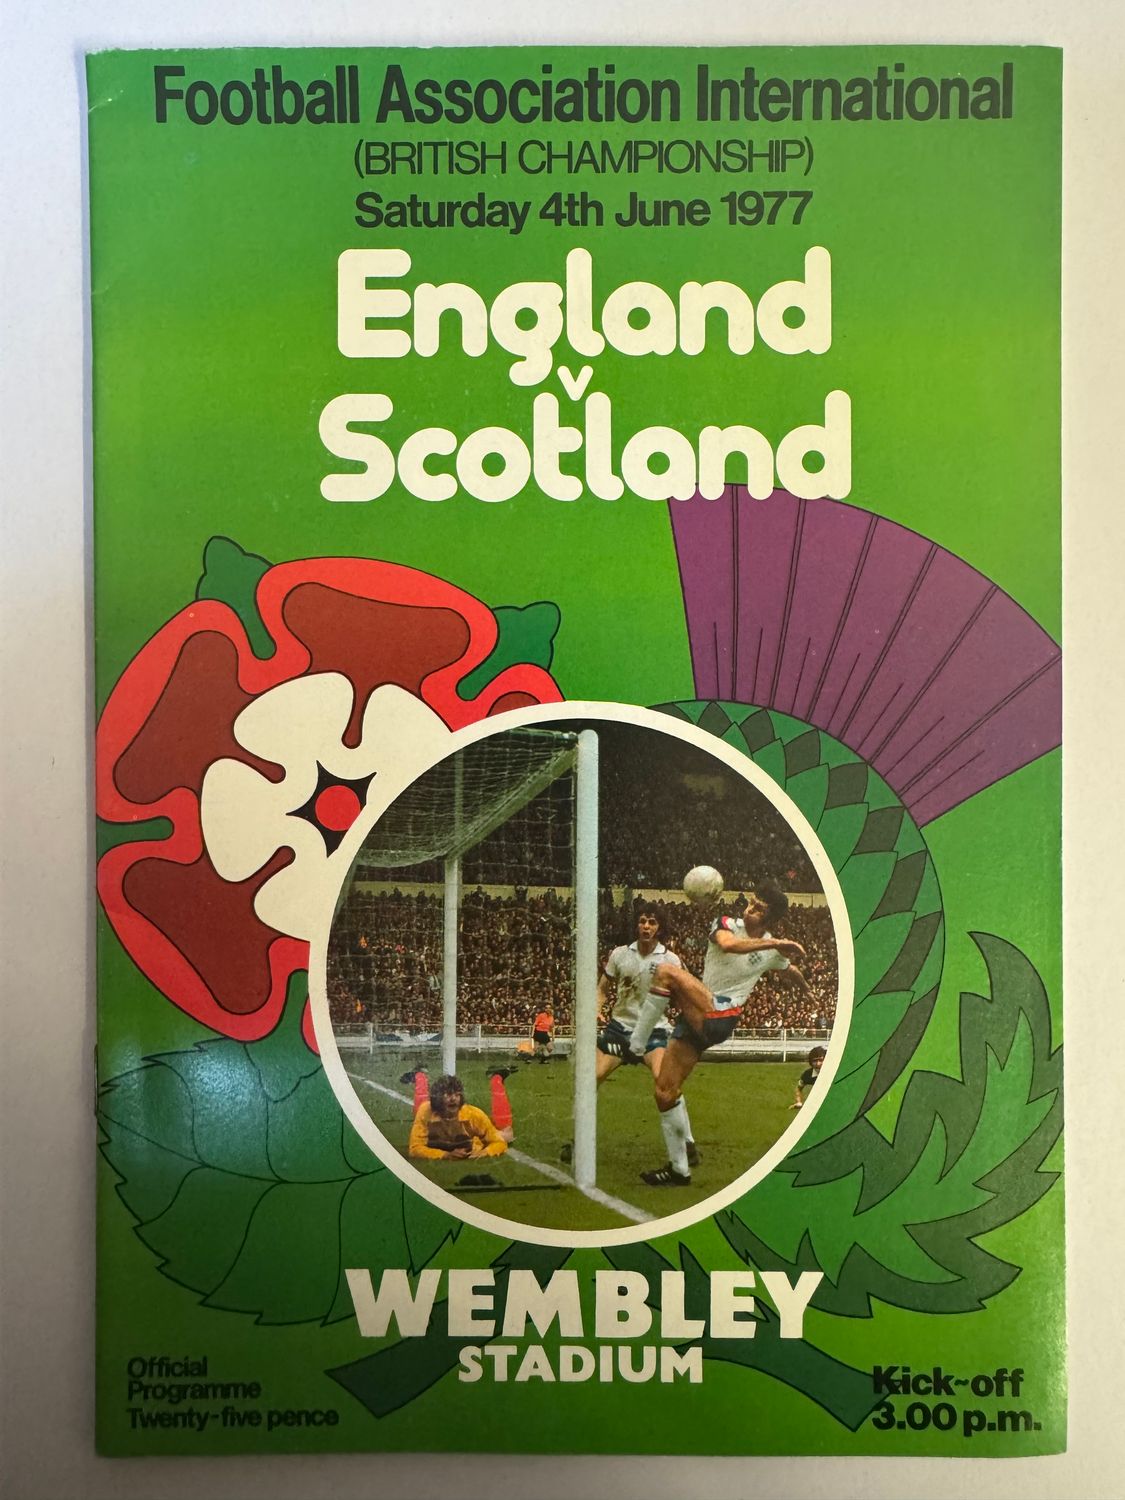 Football Association International
(BRITISH CHAMPIONSHIP)
Saturday 4th June 1977
England
v
Scotland
WEMBLEY
STADIUM
Official
Programme
Twenty-five pence
Kick-off
3.00 p.m.